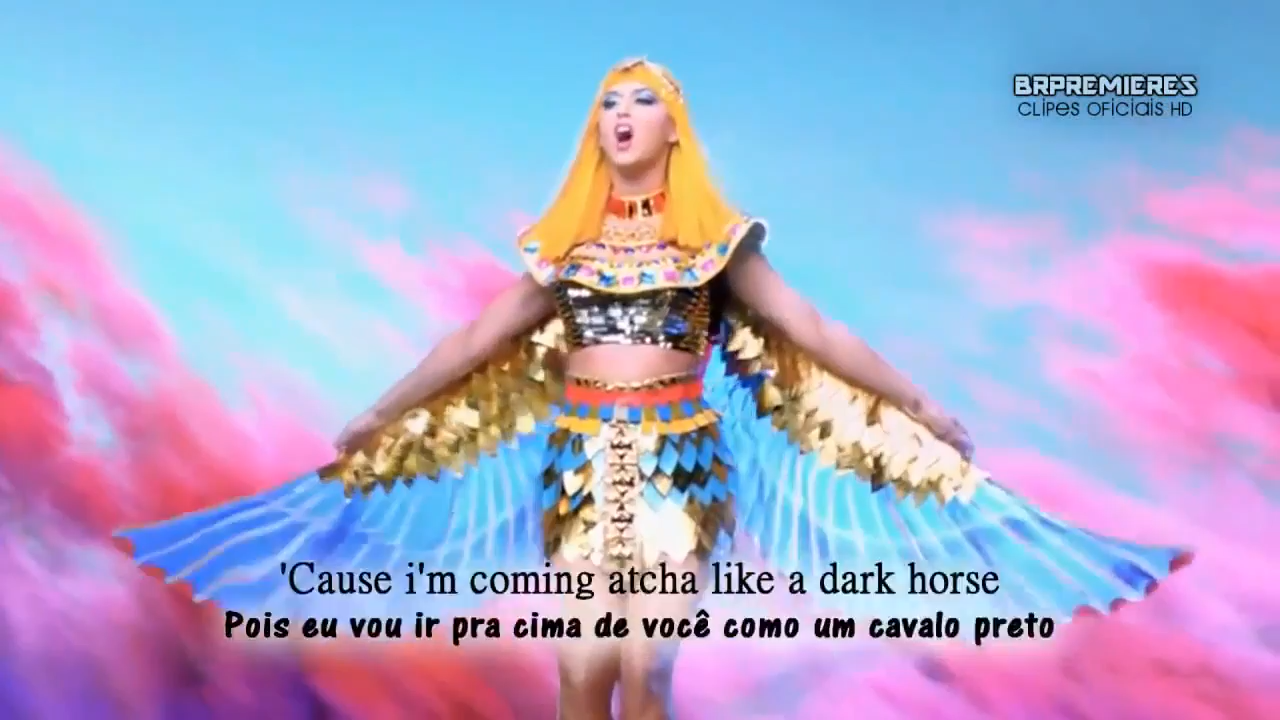 BRPREMIERES
CLIPES OFICIAIS HD
'Cause i'm coming atcha like a dark horse
Pois eu vou ir pra cima de você como um cavalo preto